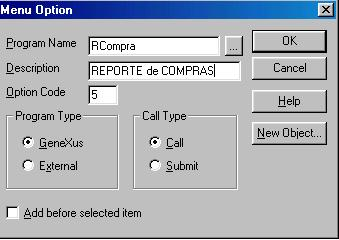 Menu Option
Program Name RCompra ... OK
Description REPORTE de COMPRAS Cancel
Option Code 5
Help
Program Type Call Type
GeneXus Call New Object...
External Submit
Add before selected item